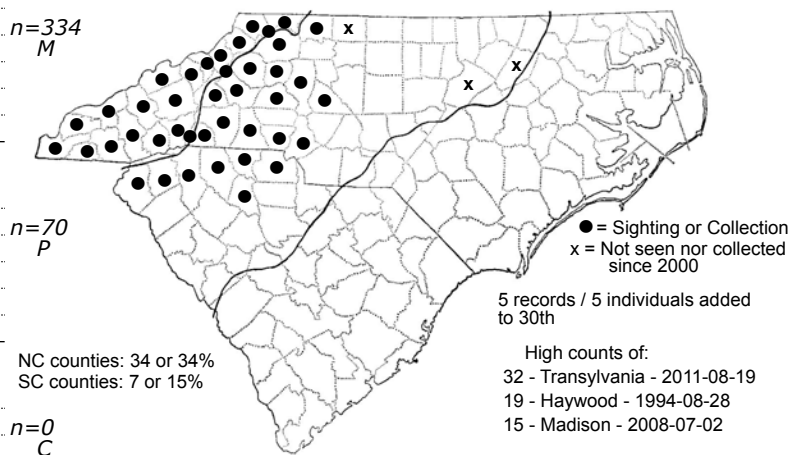 n=334
M
x
x
x
n=70
P
● = Sighting or Collection
x = Not seen nor collected
since 2000
5 records / 5 individuals added
to 30th
NC counties: 34 or 34%
SC counties: 7 or 15%
High counts of:
32 - Transylvania - 2011-08-19
19 - Haywood - 1994-08-28
15 - Madison - 2008-07-02
n=0
C